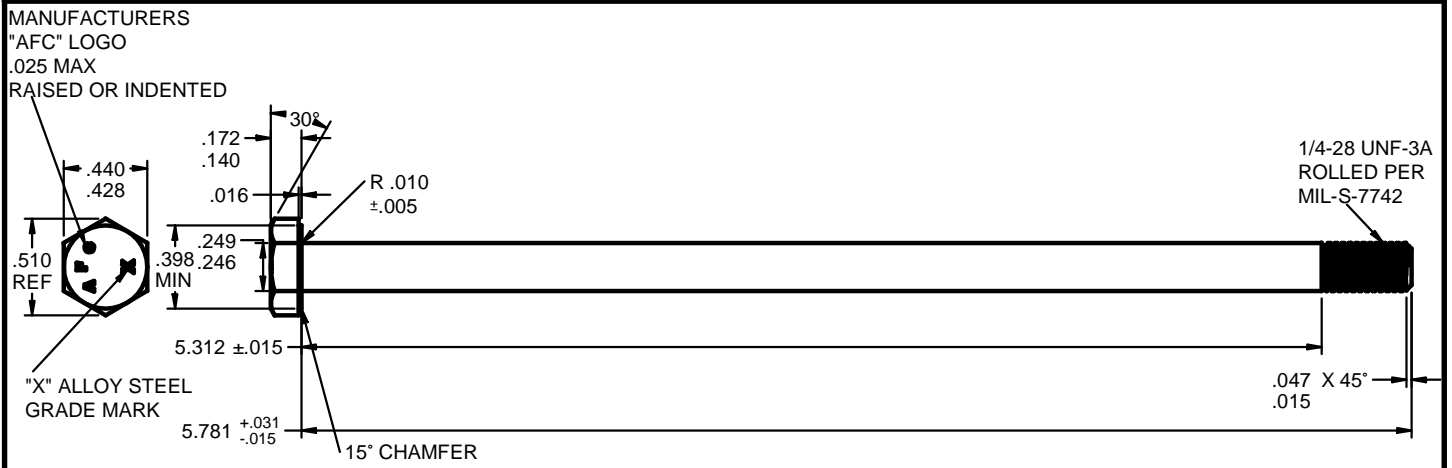 MANUFACTURERS
"AFC" LOGO
.025 MAX
RAISED OR INDENTED
30°
.172
.140
.016
R .010
±.005
1/4-28 UNF-3A
ROLLED PER
MIL-S-7742
.440
.428
.510
REF
A F C
X
.398
MIN
.249
.246
5.312 ±.015
"X" ALLOY STEEL
GRADE MARK
.047 X 45°
.015
5.781 +.031
-.015
15° CHAMFER